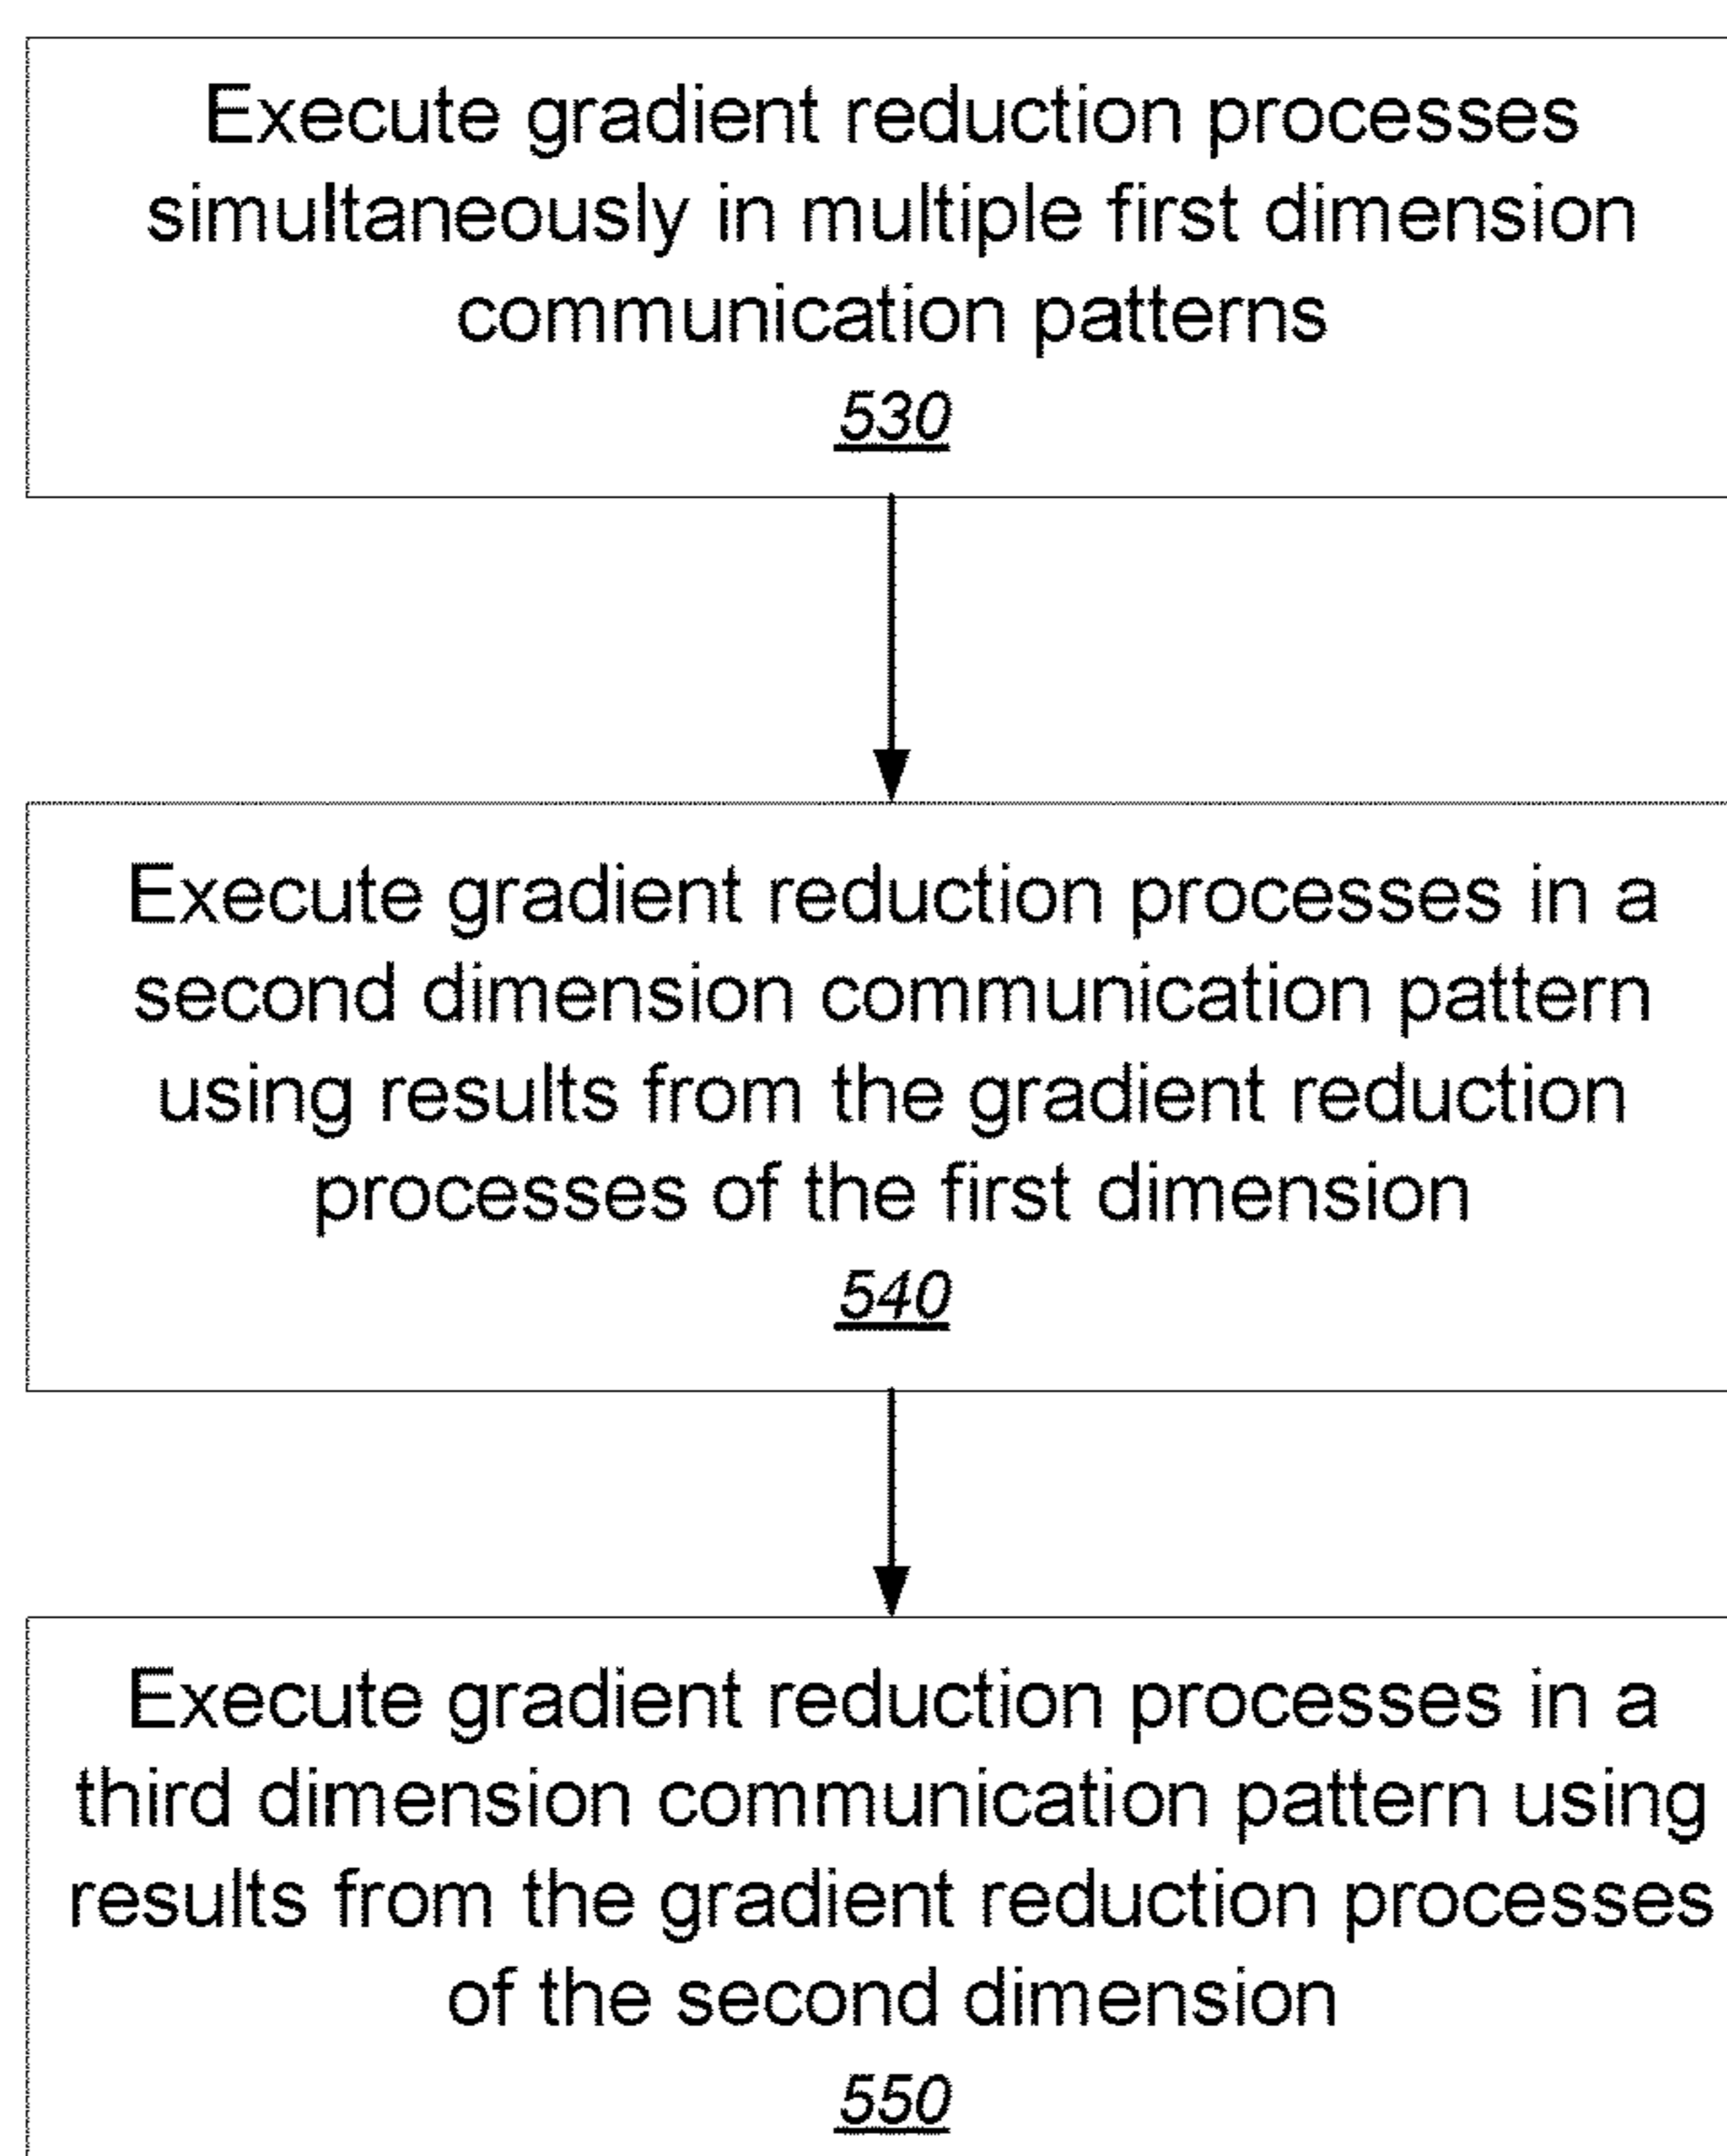 Execute gradient reduction processes
simultaneously in multiple first dimension
communication patterns
530
Execute gradient reduction processes in a
second dimension communication pattern
using results from the gradient reduction
processes of the first dimension
540
Execute gradient reduction processes in a
third dimension communication pattern using
results from the gradient reduction processes
of the second dimension
550